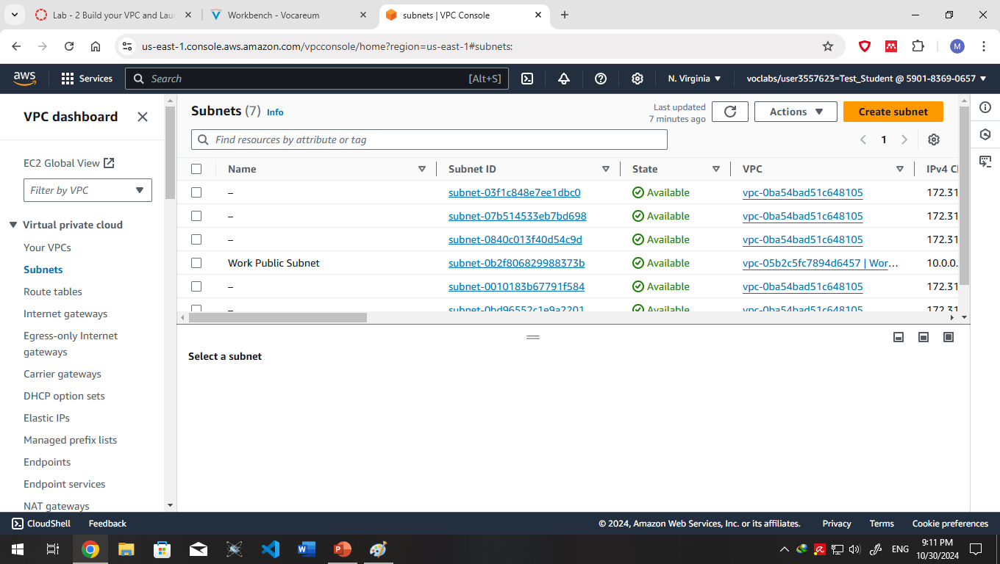 Lab - 2 Build your VPC and Lau
Workbench - Vocareum
subnets | VPC Console
us-east-1.console.aws.amazon.com/vpcconsole/home?region=us-east-1#subnets:
M
aws
Services
Search
[Alt+S]
N. Virginia
voclabs/user3557623=Test_Student @ 5901-8369-0657
VPC dashboard
EC2 Global View
Filter by VPC
Virtual private cloud
Your VPCs
Subnets
Route tables
Internet gateways
Egress-only Internet
gateways
Carrier gateways
DHCP option sets
Elastic IPs
Managed prefix lists
Endpoints
Endpoint services
NAT gateways
Subnets (7) Info
Last updated
7 minutes ago
Actions
Create subnet
Find resources by attribute or tag
1
Name Subnet ID State VPC IPv4 CI
– subnet-03f1c848e7ee1dbc0 Available vpc-0ba54bad51c648105 172.31
– subnet-07b514533eb7bd698 Available vpc-0ba54bad51c648105 172.31
– subnet-0840c013f40d54c9d Available vpc-0ba54bad51c648105 172.31
Work Public Subnet subnet-0b2f806829988373b Available vpc-05b2c5fc7894d6457 | Wor… 10.0.0.
– subnet-0010183b67791f584 Available vpc-0ba54bad51c648105 172.31
– subnet-0bd96552c1e9a2201 Available vpc-0ba54bad51c648105 172.31
Select a subnet
CloudShell
Feedback
© 2024, Amazon Web Services, Inc. or its affiliates.
Privacy
Terms
Cookie preferences
ENG
9:11 PM
10/30/2024